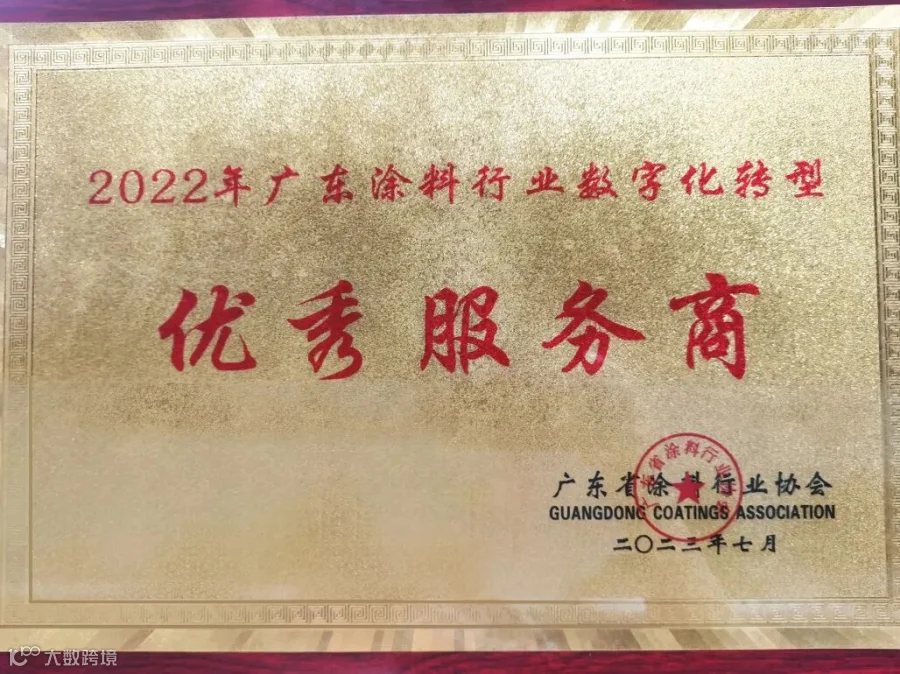 2022年广东涂料行业数字化转型
优秀服务商
广东省涂料行业协会
GUANGDONG COATINGS ASSOCIATION
二〇二三年七月
大数跨境